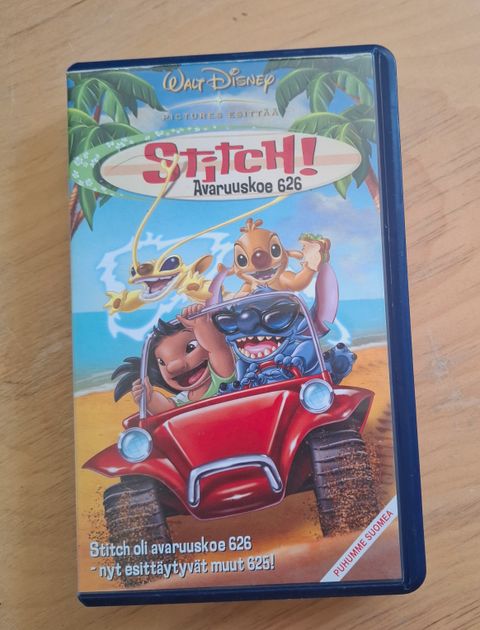 WALT DISNEY
PICTURES ESITTÄÄ
STiTCH!
Avaruuskoe 626
Stitch oli avaruuskoe 626
- nyt esittäytyvät muut 625!
PUHUMME SUOMEA